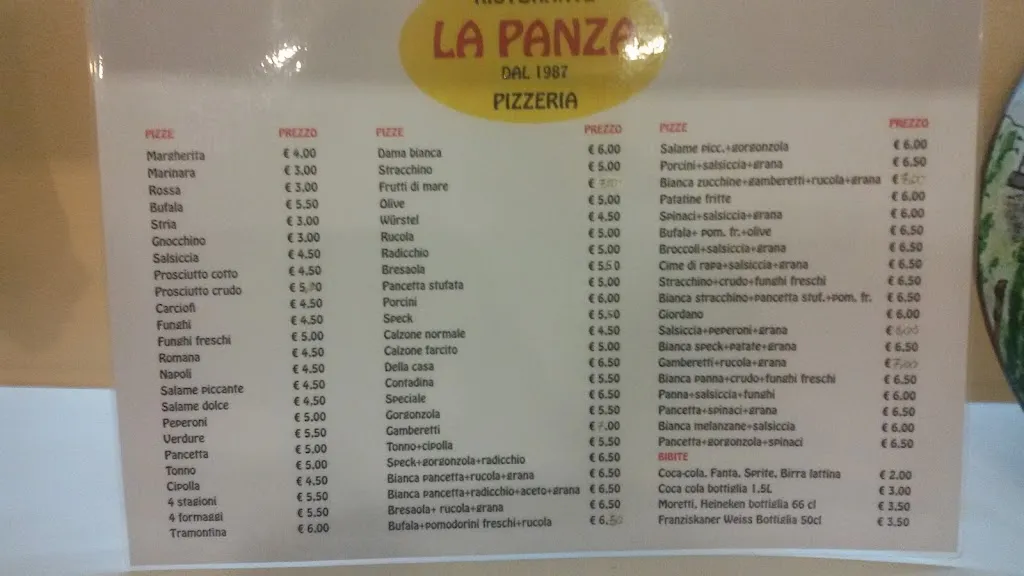 RISTORANTE
LA PANZA
DAL 1987
PIZZERIA
PIZZE PREZZO
Margherita € 4.00
Marinara € 3.00
Rossa € 3.00
Bufala € 5.50
Stria € 3.00
Gnocchino € 3.00
Salsiccia € 4.50
Prosciutto cotto € 4.50
Prosciutto crudo €
Carciofi € 4.50
Funghi € 4.50
Funghi freschi € 5.00
Romana € 4.50
Napoli € 4.50
Salame piccante € 4.50
Salame dolce € 4.50
Peperoni € 5.00
Verdure € 5.50
Pancetta € 5.00
Tonno € 5.00
Cipolla € 4.50
4 stagioni € 5.50
4 formaggi € 5.50
Tramontina € 6.00
PIZZE PREZZO
Dama bianca € 6.00
Stracchino € 5.00
Frutti di mare €
Olive € 5.00
Würstel € 4.50
Rucola € 5.00
Radicchio € 5.00
Bresaola € 5.50
Pancetta stufata € 5.00
Porcini € 6.00
Speck € 5.50
Calzone normale € 4.50
Calzone farcito € 5.00
Della casa € 6.50
Contadina € 5.50
Speciale € 6.00
Gorgonzola € 5.50
Gamberetti € 7.00
Tonno+cipolla € 5.50
Speck+gorgonzola+radicchio € 6.50
Bianca pancetta+rucola+grana € 6.50
Bianca pancetta+radicchio+aceto+grana € 6.50
Bresaola+ rucola+grana € 6.50
Bufala+pomodorini freschi+rucola € 6.50
PIZZE PREZZO
Salame picc.+gorgonzola € 6.00
Porcini+salsiccia+grana € 6.50
Bianca zucchine+gamberetti+rucola+grana €
Patatine fritte € 6.00
Spinaci+salsiccia+grana € 6.00
Bufala+ pom. fr.+olive € 6.50
Broccoli+salsiccia+grana € 6.50
Cime di rapa+salsiccia+grana € 6.50
Stracchino+crudo+funghi freschi € 6.50
Bianca stracchino+pancetta stuf.+pom. fr. € 6.50
Giordano € 6.00
Salsiccia+peperoni+grana €
Bianca speck+patate+grana € 6.50
Gamberetti+rucola+grana € 7.00
Bianca panna+crudo+funghi freschi € 6.50
Panna+salsiccia+funghi € 6.00
Pancetta+spinaci+grana € 6.50
Bianca melanzane+salsiccia € 6.00
Pancetta+gorgonzola+spinaci € 6.50
BIBITE
Coca-cola, Fanta, Sprite, Birra lattina € 2.00
Coca cola bottiglia 1,5L € 3.00
Moretti, Heineken bottiglia 66 cl € 3.50
Franziskaner Weiss Bottiglia 50cl € 3.50